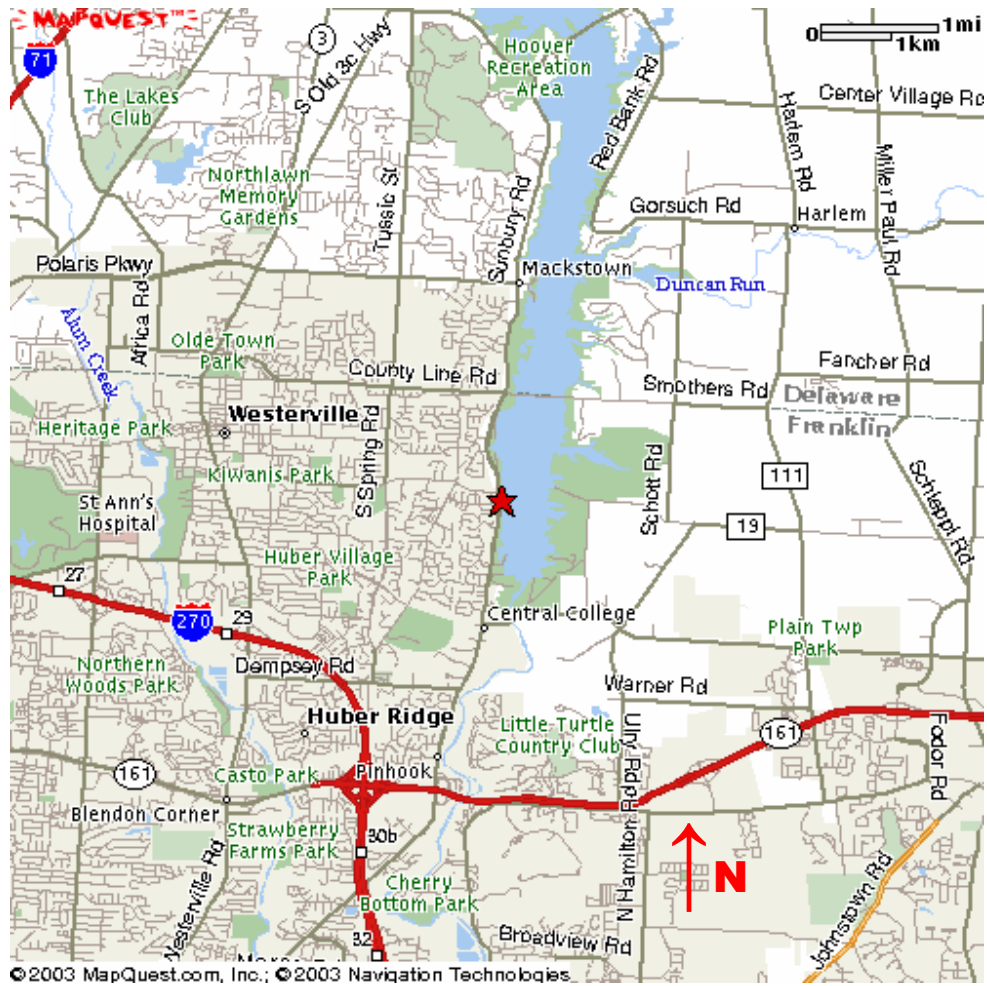 MAPQUEST™
0 1mi
1km
71
3
S Old 3c Hwy
Hoover
Recreation
Area
Red Bank Rd
Center Village Rd
The Lakes
Club
Harlem Rd
Miller Paul Rd
Northlawn
Memory
Gardens
Tussic St
Sunbury Rd
Gorsuch Rd
Harlem
Polaris Pkwy
Mackstown
Duncan Run
Africa Rd
Alum Creek
Olde Town
Park
County Line Rd
Fancher Rd
Smothers Rd
Delaware
Franklin
Westerville
Heritage Park
S Spring Rd
Kiwanis Park
Schott Rd
111
Schleppi Rd
St Ann's
Hospital
19
Huber Village
Park
27
270
29
Central College
Plain Twp
Park
Dempsey Rd
Northern
Woods Park
Warner Rd
Huber Ridge
Little Turtle
Country Club
Ulry Rd
161
Fodor Rd
161
Casto Park
Pinhook
Blendon Corner
N Hamilton Rd
Strawberry
Farms Park
30b
N
Cherry
Bottom Park
Johnstown Rd
Westerville Rd
Broadview Rd
32
©2003 MapQuest.com, Inc.; ©2003 Navigation Technologies